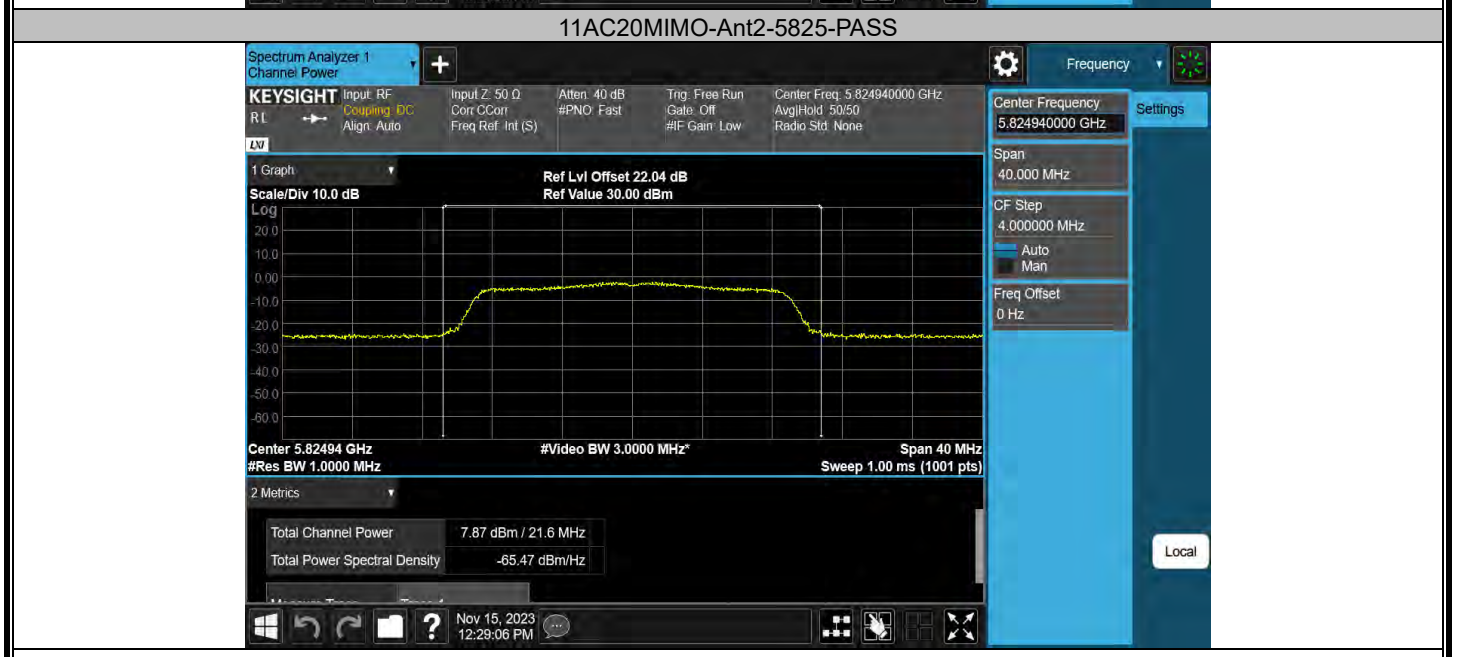 11AC20MIMO-Ant2-5825-PASS
Spectrum Analyzer 1
Channel Power
Frequency
KEYSIGHT
RL
LXI
Input: RF
Coupling: DC
Align: Auto
Input Z: 50 Ω
Corr CCorr
Freq Ref: Int (S)
Atten: 40 dB
#PNO: Fast
Trig: Free Run
Gate: Off
#IF Gain: Low
Center Freq: 5.824940000 GHz
Avg|Hold: 50/50
Radio Std: None
Center Frequency
5.824940000 GHz
Settings
Span
40.000 MHz
CF Step
4.000000 MHz
Auto
Man
Freq Offset
0 Hz
1 Graph
Ref Lvl Offset 22.04 dB
Scale/Div 10.0 dB
Ref Value 30.00 dBm
Log
20.0
10.0
0.00
-10.0
-20.0
-30.0
-40.0
-50.0
-60.0
Center 5.82494 GHz
#Video BW 3.0000 MHz*
Span 40 MHz
#Res BW 1.0000 MHz
Sweep 1.00 ms (1001 pts)
2 Metrics
Total Channel Power
7.87 dBm / 21.6 MHz
Total Power Spectral Density
-65.47 dBm/Hz
Local
?
Nov 15, 2023
12:29:06 PM